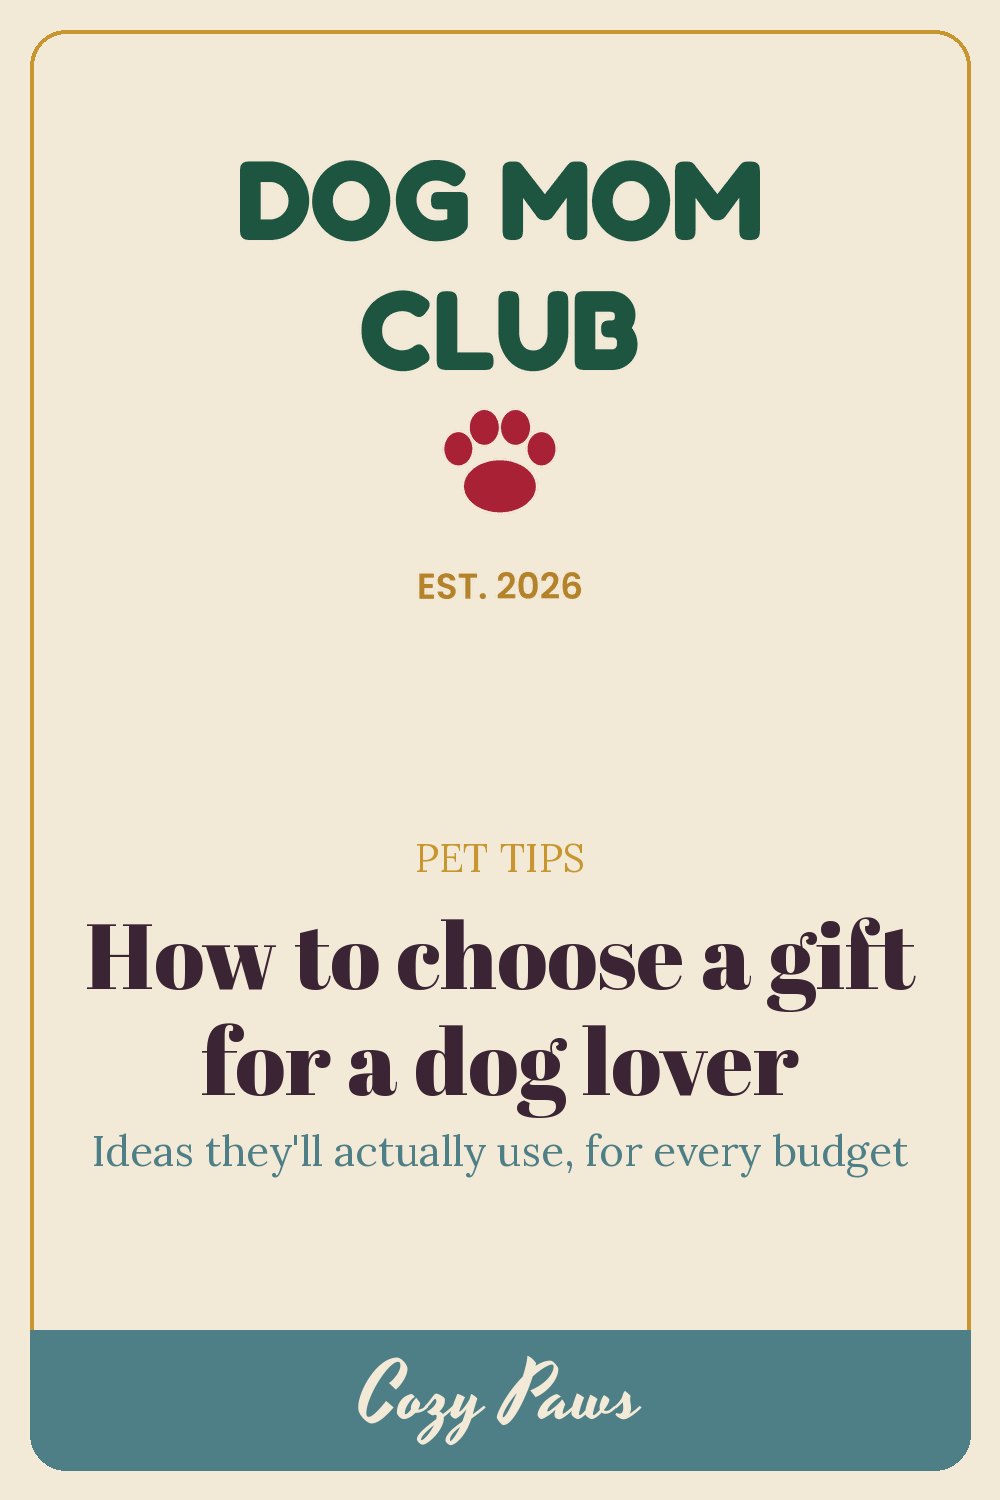 DOG MOM
CLUB
EST. 2026
PET TIPS
How to choose a gift
for a dog lover
Ideas they'll actually use, for every budget
Cozy Paws